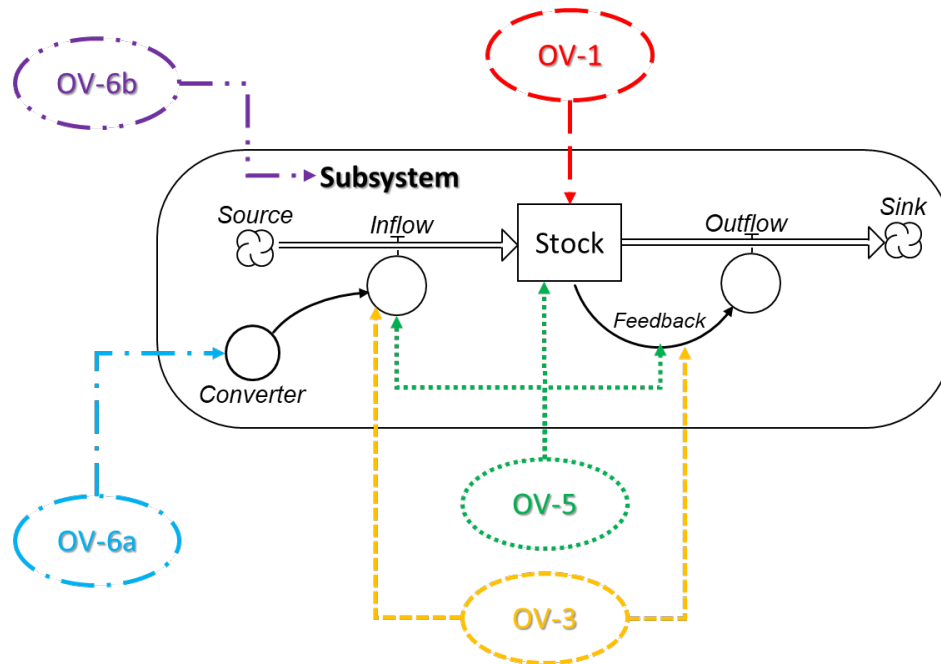 OV-6b
OV-1
Subsystem
Source
Inflow
Stock
Outflow
Sink
Feedback
Converter
OV-5
OV-6a
OV-3